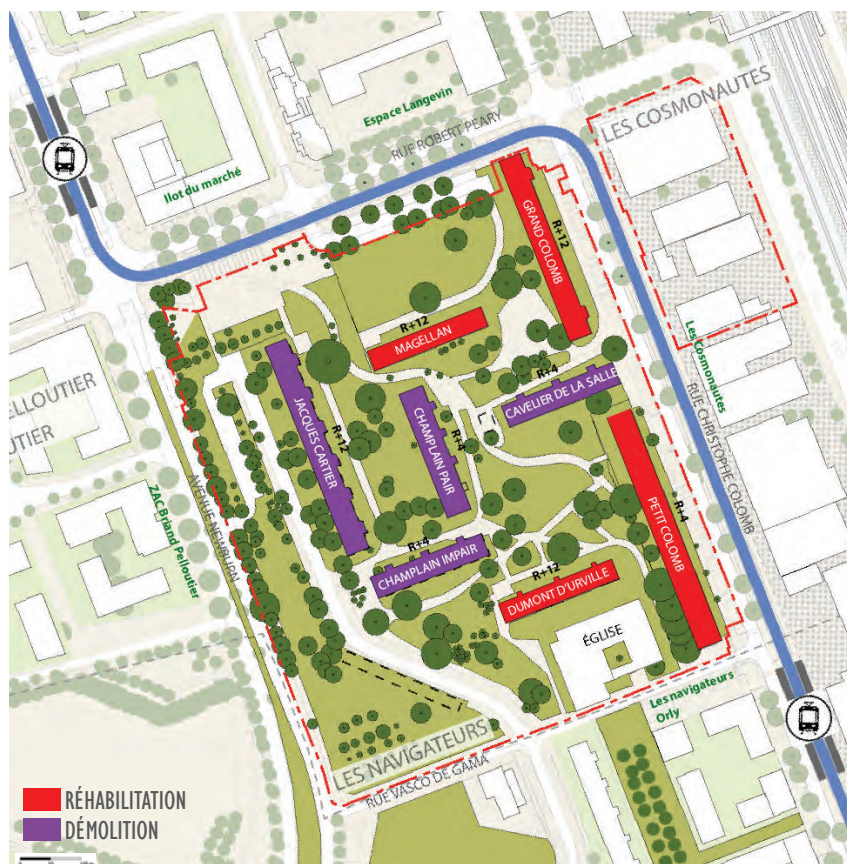 Espace Langevin
RUE ROBERT PEARY
LES COSMONAUTES
Ilot du marché
GRAND COLOMB
R+12
R+12
MAGELLAN
Les Cosmonautes
RUE CHRISTOPHE COLOMB
R+4
CAVELIER DE LA SALLE
JACQUES CARTIER
R+12
CHAMPLAIN PAIR
R+4
PELLOUTIER
UTIER
ZAC Briand Pelloutier
AVENUE NEWBURN
PETIT COLOMB
R+4
R+4
CHAMPLAIN IMPAIR
R+12
DUMONT D'URVILLE
ÉGLISE
Les navigateurs
Orly
LES NAVIGATEURS
RUE VASCO DE GAMA
RÉHABILITATION
DÉMOLITION